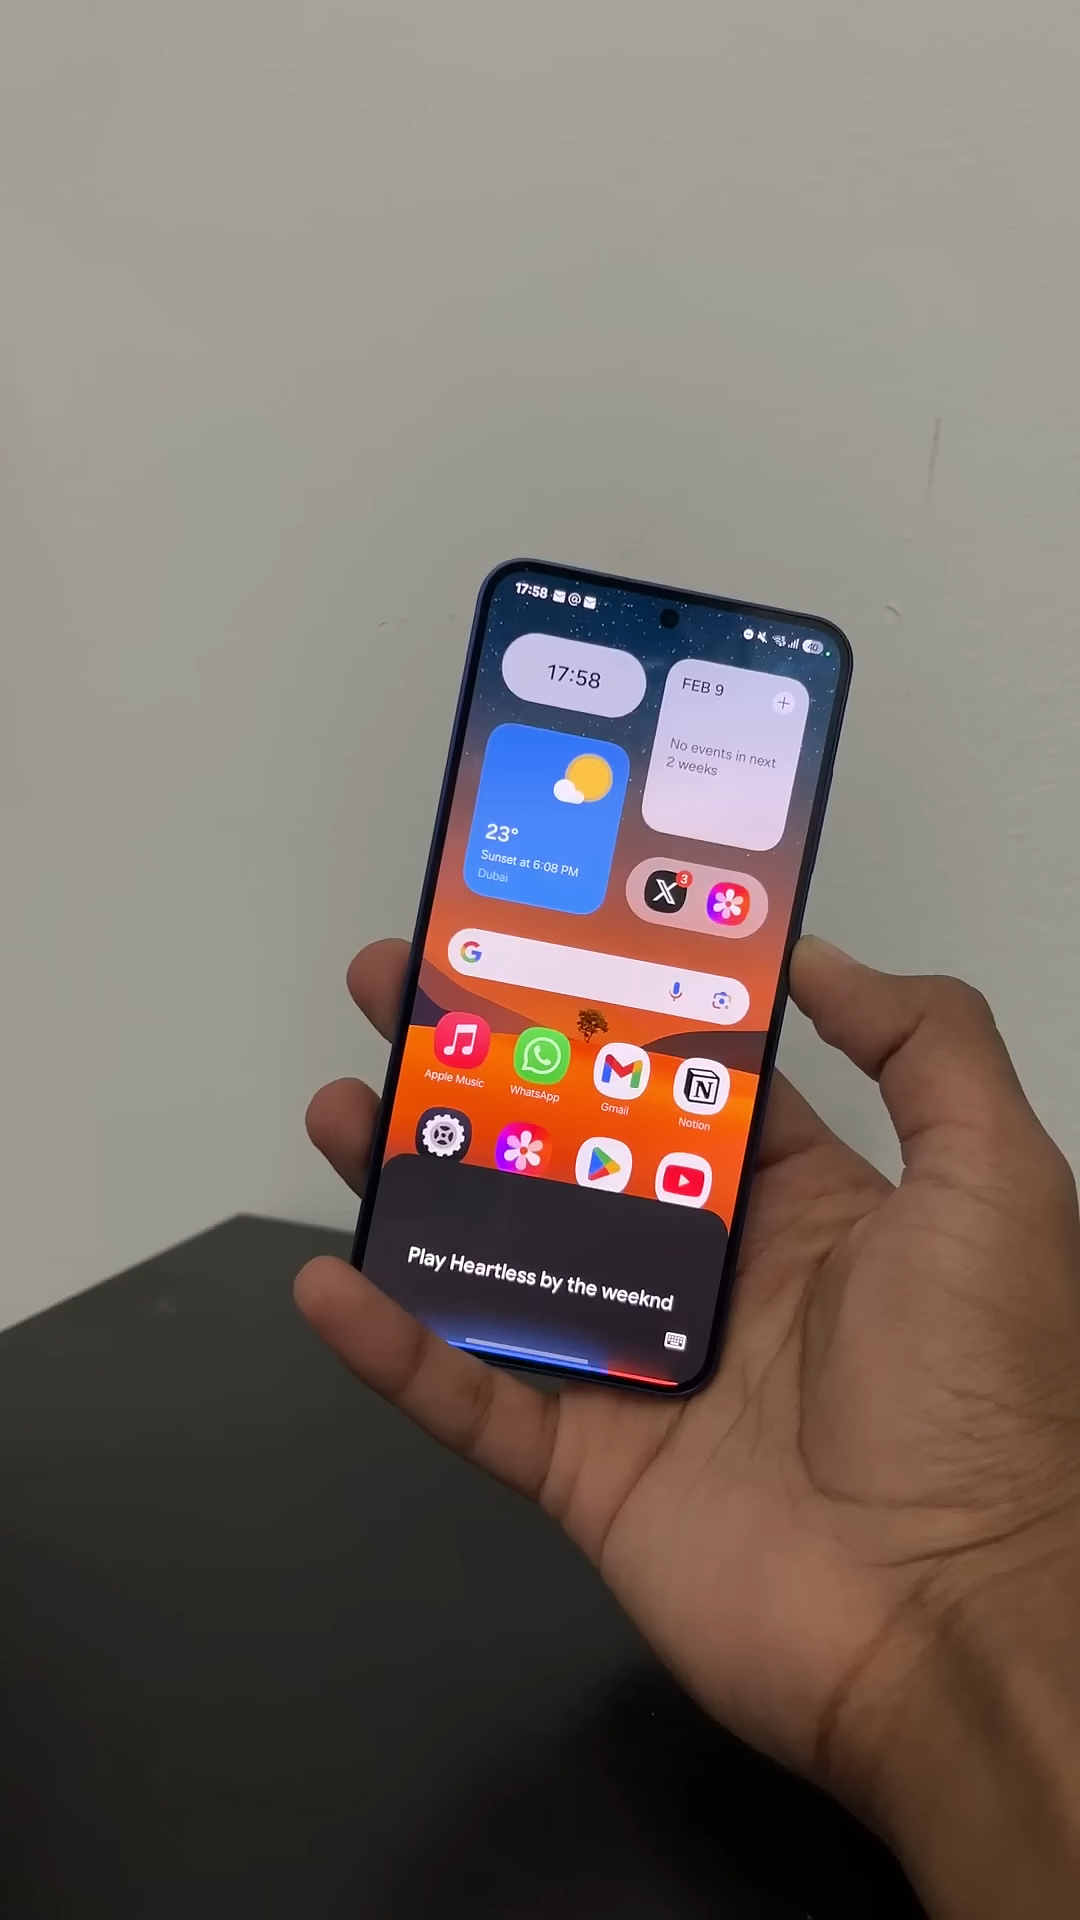 17:58
40
17:58
FEB 9
No events in next
2 weeks
23°
Sunset at 6:08 PM
Dubai
3
Apple Music
WhatsApp
Gmail
Notion
Play Heartless by the weeknd